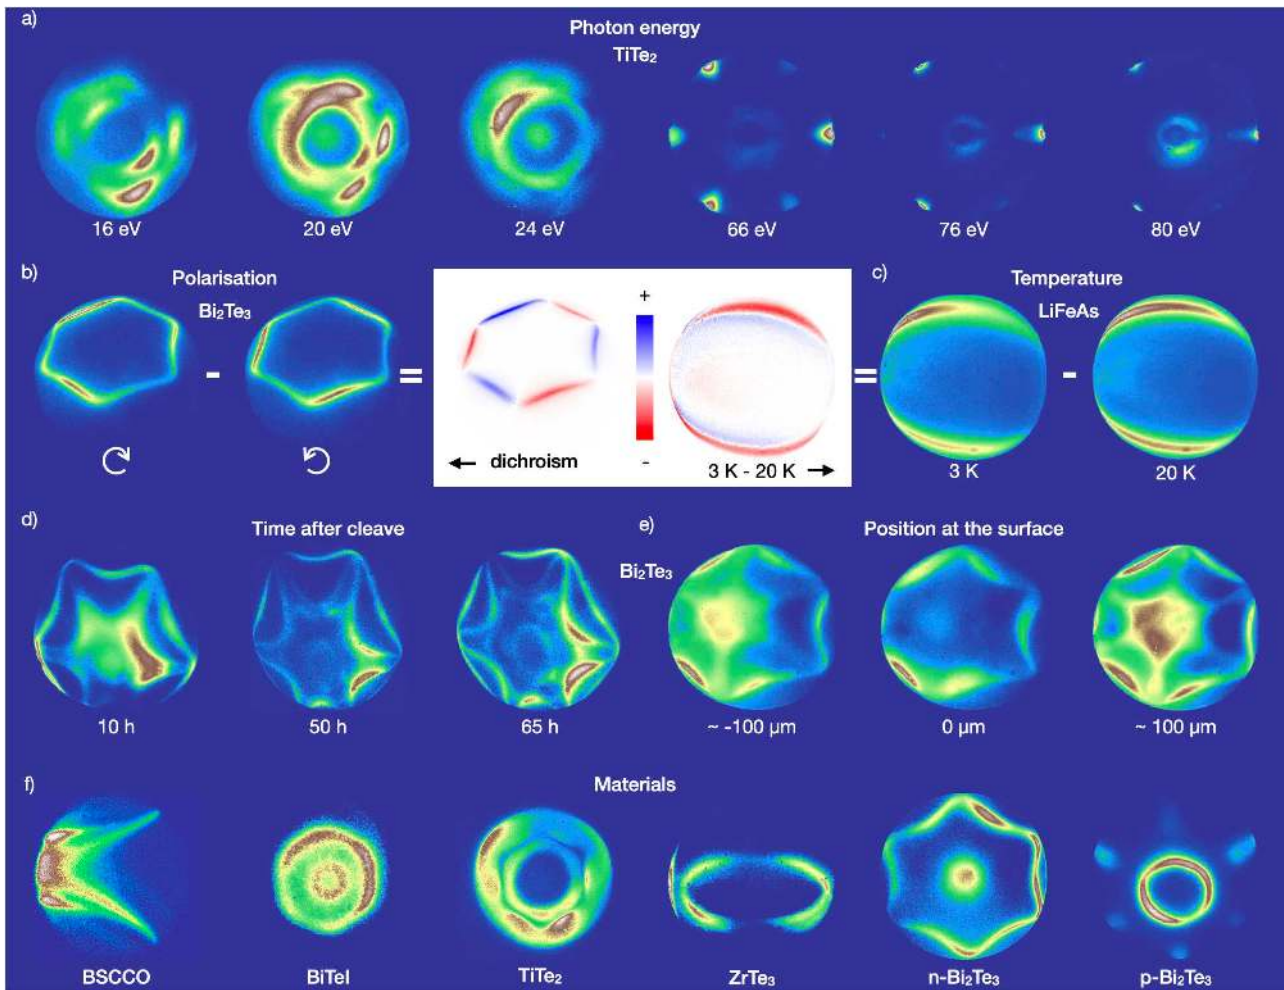 a)
Photon energy
TiTe₂
16 eV
20 eV
24 eV
66 eV
76 eV
80 eV
b)
Polarisation
Bi₂Te₃
-
=
+
-
← dichroism
3 K - 20 K →
=
c)
Temperature
LiFeAs
-
3 K
20 K
d)
Time after cleave
10 h
50 h
65 h
e)
Position at the surface
Bi₂Te₃
~ -100 µm
0 µm
~ 100 µm
f)
Materials
BSCCO
BiTeI
TiTe₂
ZrTe₃
n-Bi₂Te₃
p-Bi₂Te₃